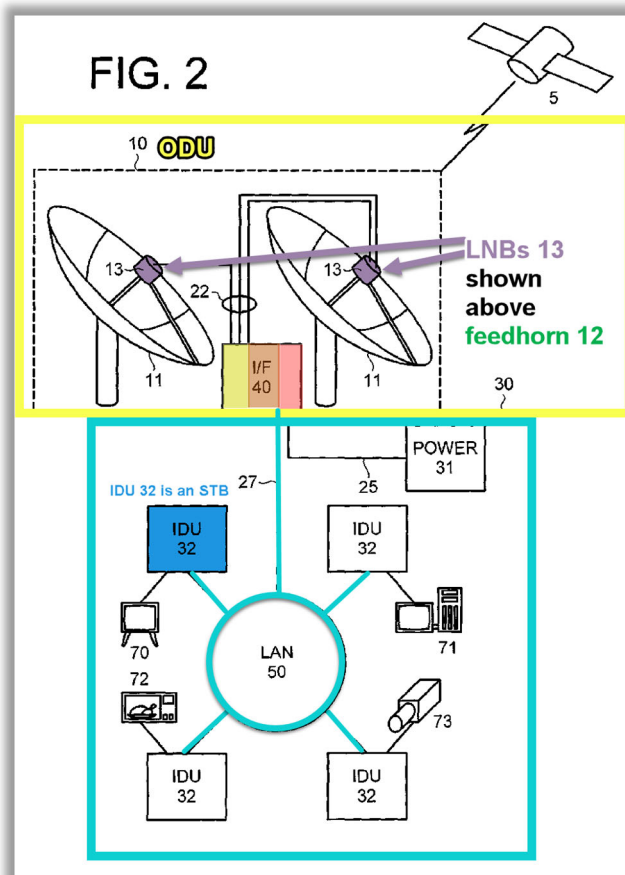 FIG. 2
5
10 ODU
13
13
LNBs 13
shown
above
feedhorn 12
22
11
I/F
40
11
30
POWER
31
27
25
IDU 32 is an STB
IDU
32
IDU
32
70
71
LAN
50
72
73
IDU
32
IDU
32